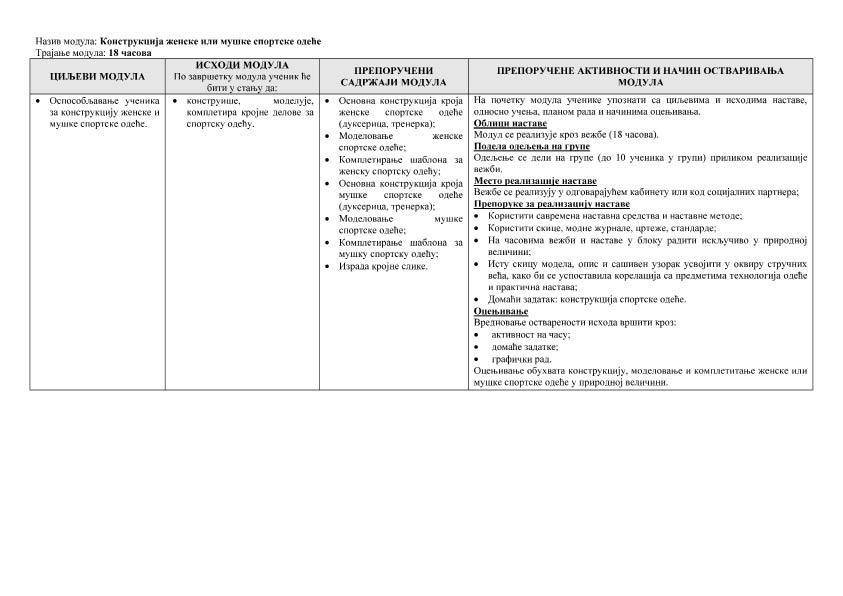 Назив модула: Конструкција женске или мушке спортске одеће
Трајање модула: 18 часова
ЦИЉЕВИ МОДУЛА
ИСХОДИ МОДУЛА
По завршетку модула ученик ће
бити у стању да:
ПРЕПОРУЧЕНИ
САДРЖАЈИ МОДУЛА
ПРЕПОРУЧЕНЕ АКТИВНОСТИ И НАЧИН ОСТВАРИВАЊА
МОДУЛА
• Оспособљавање ученика
за конструкцију женске и
мушке спортске одеће.
• конструише, моделује,
комплетира кројне делове за
спортску одећу.
• Основна конструкција кроја
женске спортске одеће
(дуксерица, тренерка);
• Моделовање женске
спортске одеће;
• Комплетирање шаблона за
женску спортску одећу;
• Основна конструкција кроја
мушке спортске одеће
(дуксерица, тренерка);
• Моделовање мушке
спортске одеће;
• Комплетирање шаблона за
мушку спортску одећу;
• Израда кројне слике.
На почетку модула ученике упознати са циљевима и исходима наставе,
односно учења, планом рада и начинима оцењивања.
Облици наставе
Модул се реализује кроз вежбе (18 часова).
Подела одељења на групе
Одељење се дели на групе (до 10 ученика у групи) приликом реализације
вежби.
Место реализације наставе
Вежбе се реализују у одговарајућем кабинету или код социјалних партнера;
Препоруке за реализацију наставе
• Користити савремена наставна средства и наставне методе;
• Користити скице, модне журнале, цртеже, стандарде;
• На часовима вежби и наставе у блоку радити искључиво у природној
величини;
• Исту скицу модела, опис и сашивен узорак усвојити у оквиру стручних
већа, како би се успоставила корелација са предметима технологија одеће
и практична настава;
• Домаћи задатак: конструкција спортске одеће.
Оцењивање
Вредновање остварености исхода вршити кроз:
• активност на часу;
• домаће задатке;
• графички рад.
Оцењивање обухвата конструкцију, моделовање и комплетитање женске или
мушке спортске одеће у природној величини.